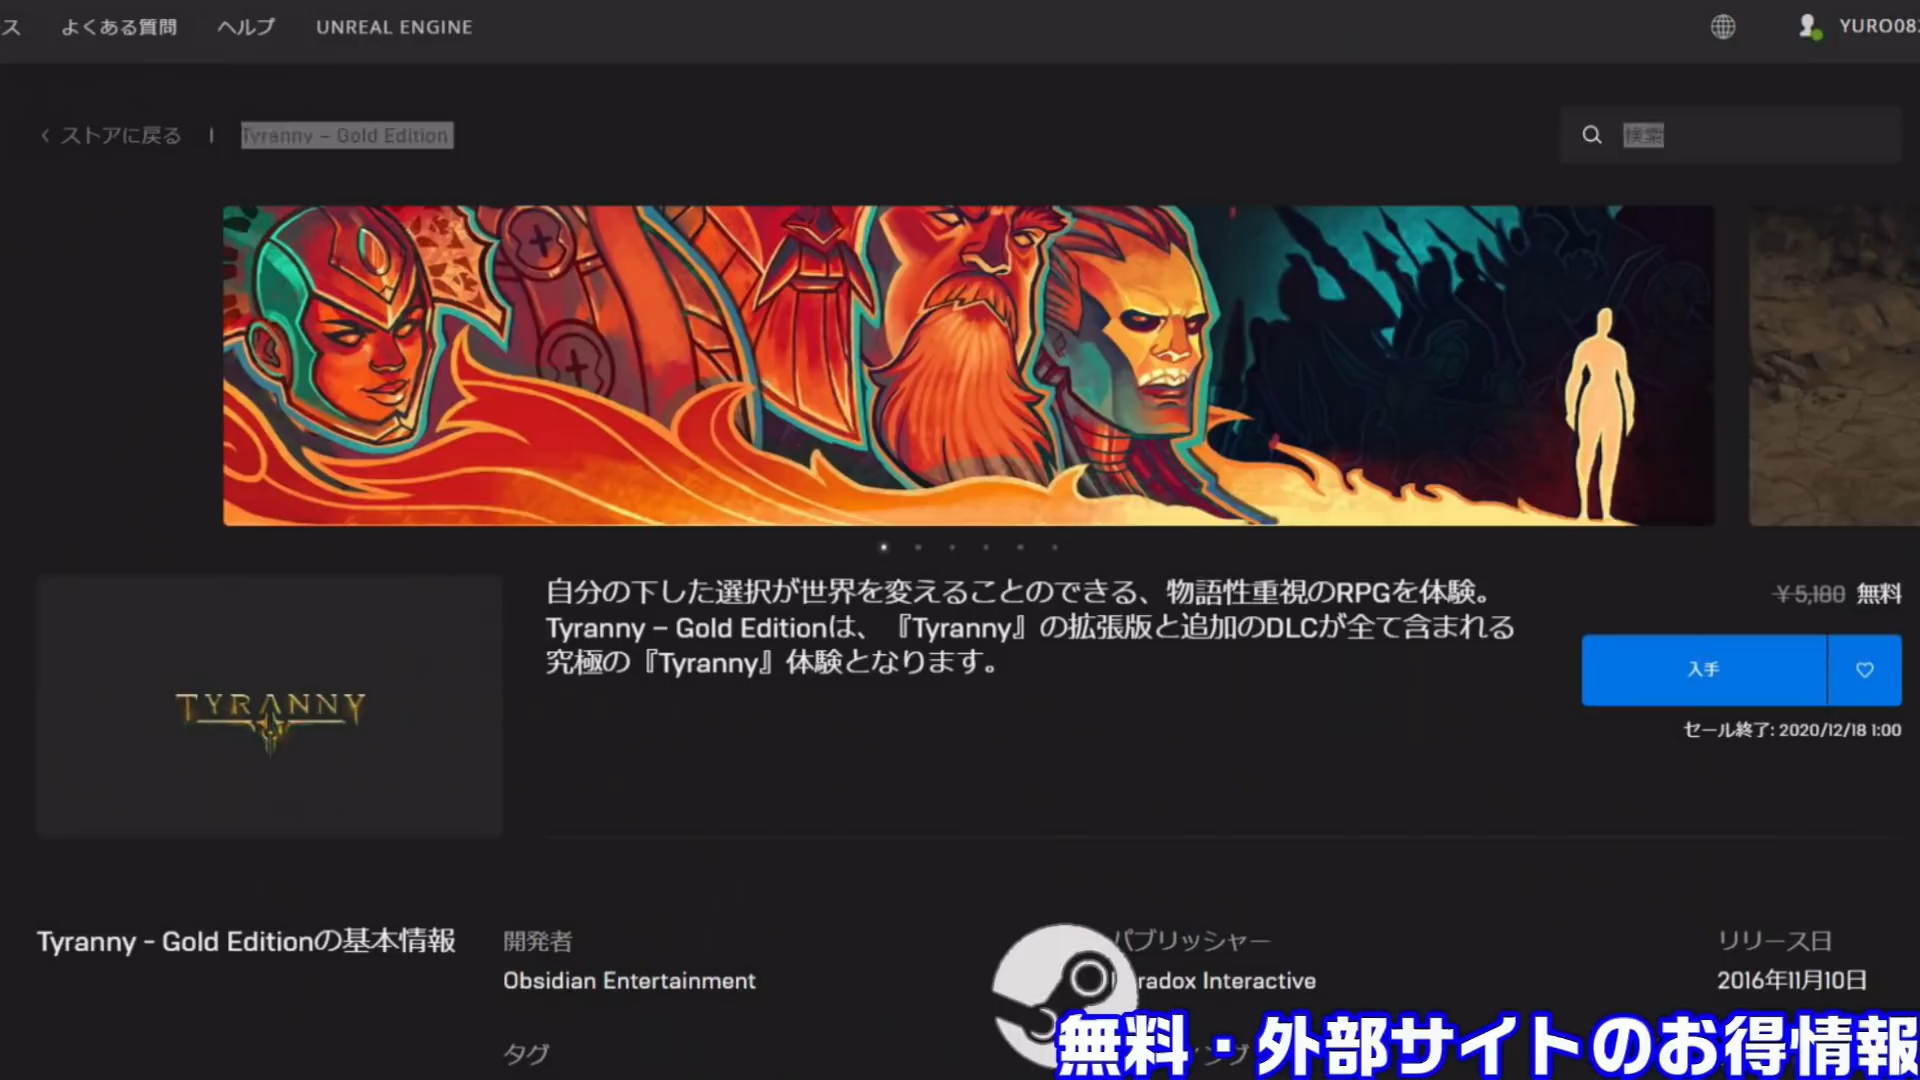 ス よくある質問 ヘルプ UNREAL ENGINE YURO08
ストアに戻る Tyranny – Gold Edition 検索
自分の下した選択が世界を変えることのできる、物語性重視のRPGを体験。
Tyranny – Gold Editionは、『Tyranny』の拡張版と追加のDLCが全て含まれる
究極の『Tyranny』体験となります。
¥5,180 無料
入手
セール終了: 2020/12/18 1:00
TYRANNY
Tyranny - Gold Editionの基本情報
開発者
Obsidian Entertainment
パブリッシャー
radox Interactive
リリース日
2016年11月10日
タグ
無料・外部サイトのお得情報